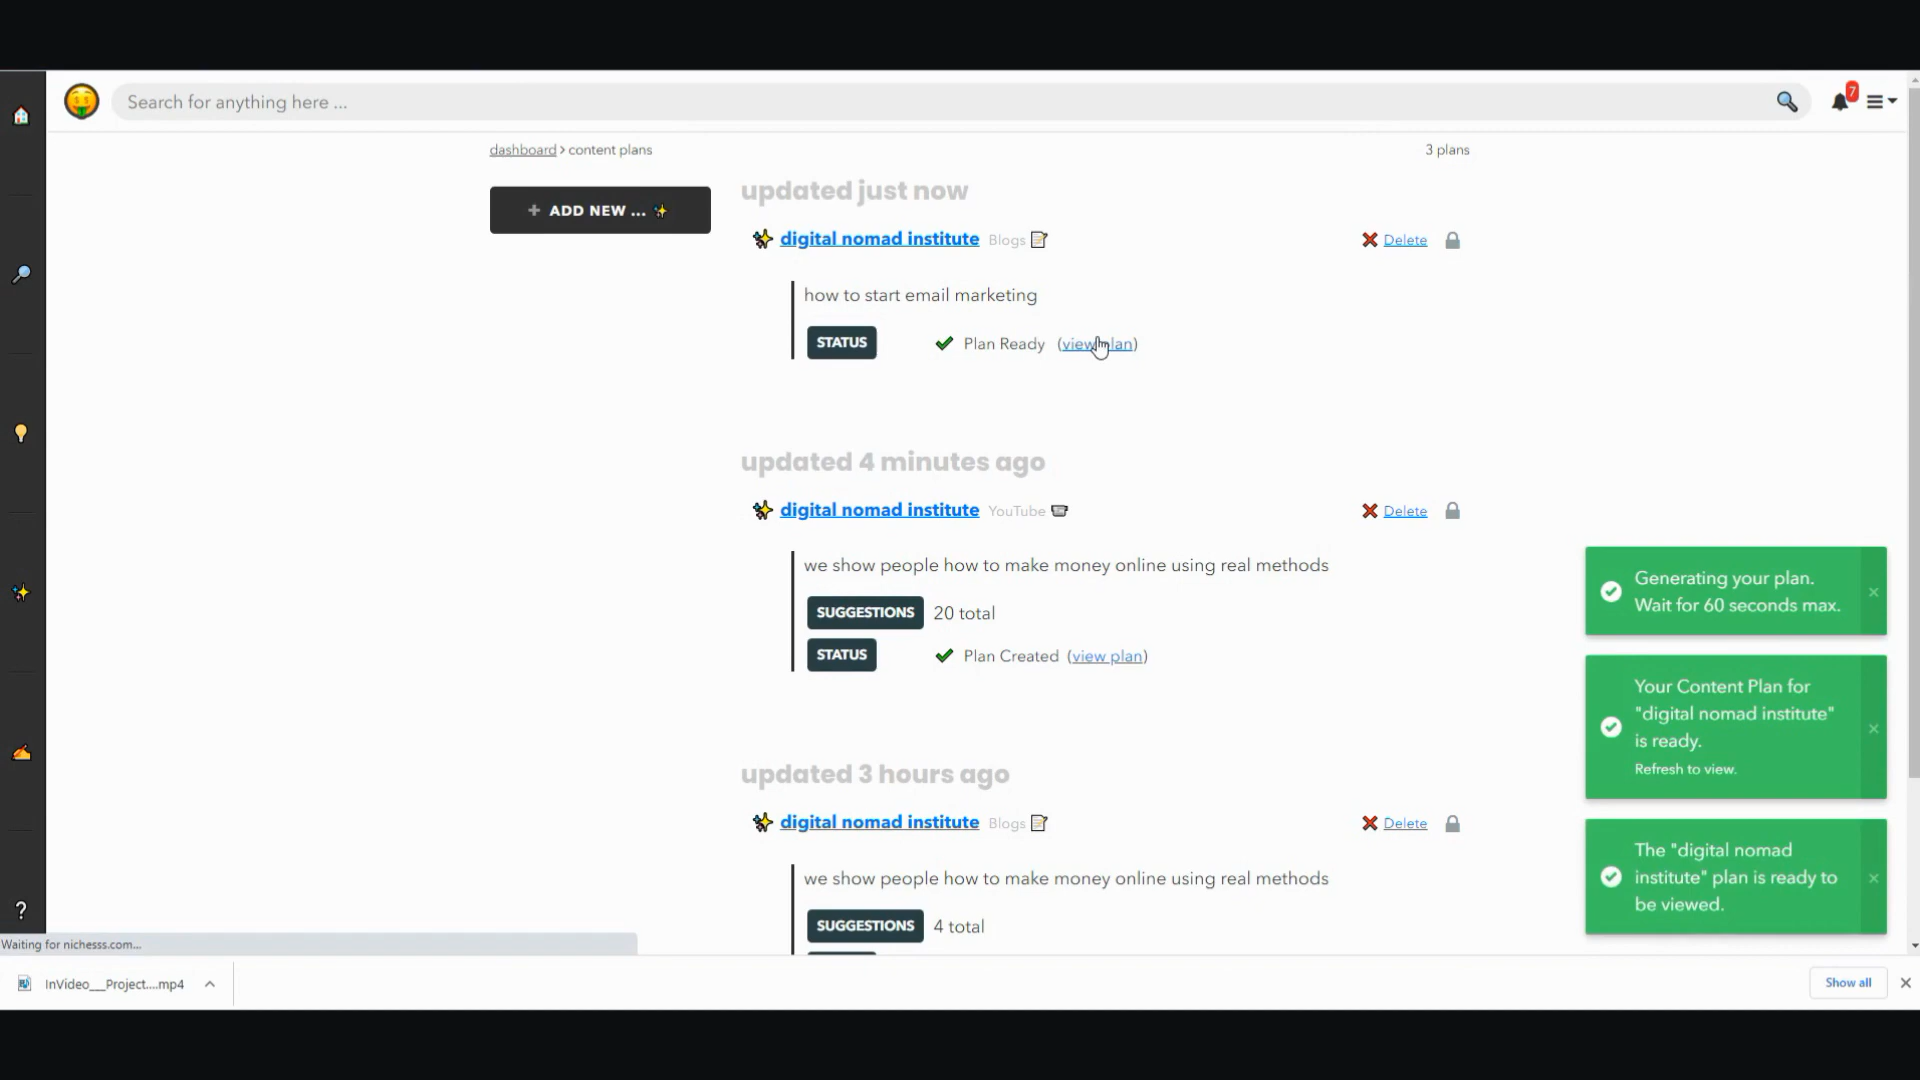 Search for anything here ...
7
dashboard > content plans
3 plans
+ ADD NEW ...
updated just now
digital nomad institute Blogs
Delete
how to start email marketing
STATUS
Plan Ready (view plan)
updated 4 minutes ago
digital nomad institute YouTube
Delete
we show people how to make money online using real methods
SUGGESTIONS 20 total
STATUS
Plan Created (view plan)
updated 3 hours ago
digital nomad institute Blogs
Delete
we show people how to make money online using real methods
SUGGESTIONS 4 total
Generating your plan.
Wait for 60 seconds max.
Your Content Plan for
"digital nomad institute"
is ready.
Refresh to view.
The "digital nomad
institute" plan is ready to
be viewed.
?
Waiting for nichesss.com...
InVideo___Project....mp4
Show all